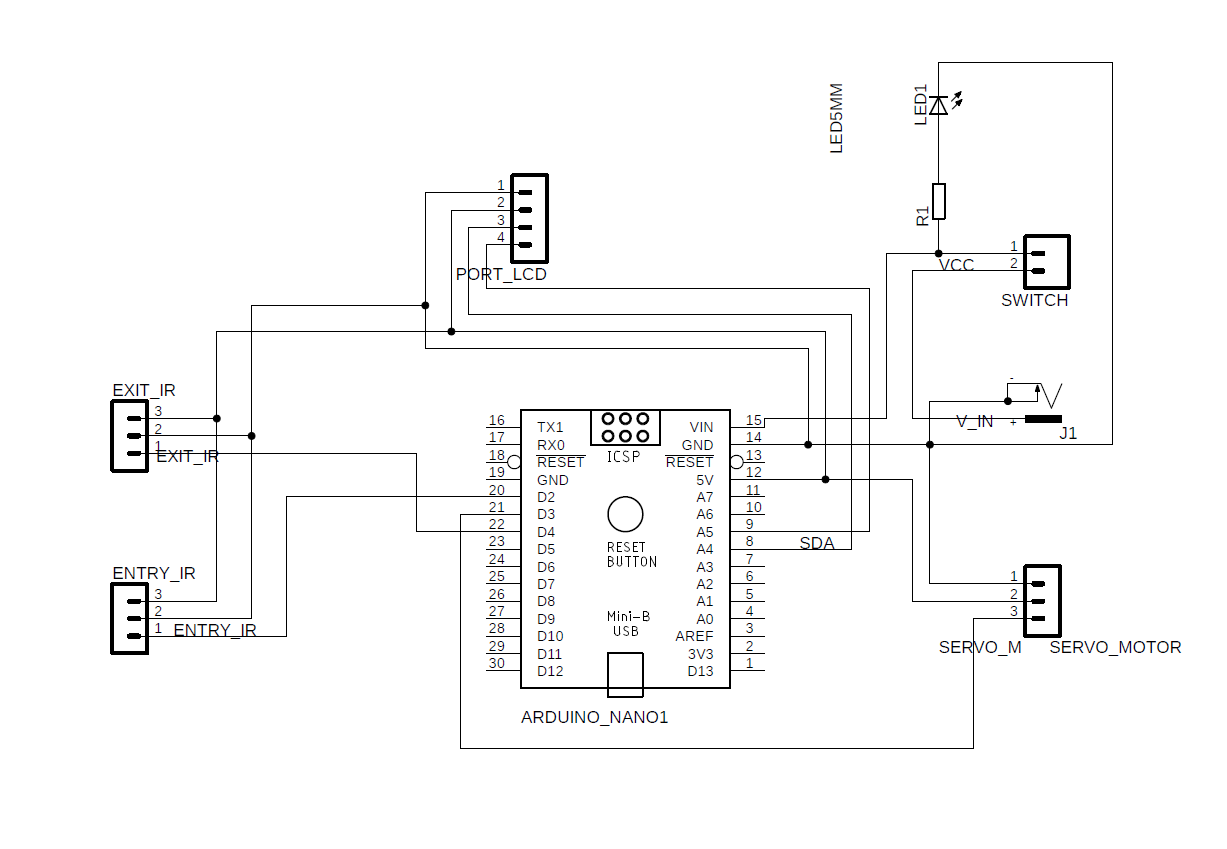 LED5MM
LED1
R1
1
2
3
4
PORT_LCD
1
2
VCC
SWITCH
EXIT_IR
3
2
1
EXIT_IR
-
V_IN
+
J1
16 TX1 VIN 15
17 RX0 GND 14
18 RESET RESET 13
19 GND 5V 12
20 D2 A7 11
21 D3 A6 10
22 D4 A5 9
23 D5 A4 8
24 D6 A3 7
25 D7 A2 6
26 D8 A1 5
27 D9 A0 4
28 D10 AREF 3
29 D11 3V3 2
30 D12 D13 1
ICSP
RESET
BUTTON
Mini-B
USB
ARDUINO_NANO1
SDA
ENTRY_IR
3
2
1
ENTRY_IR
1
2
3
SERVO_M
SERVO_MOTOR